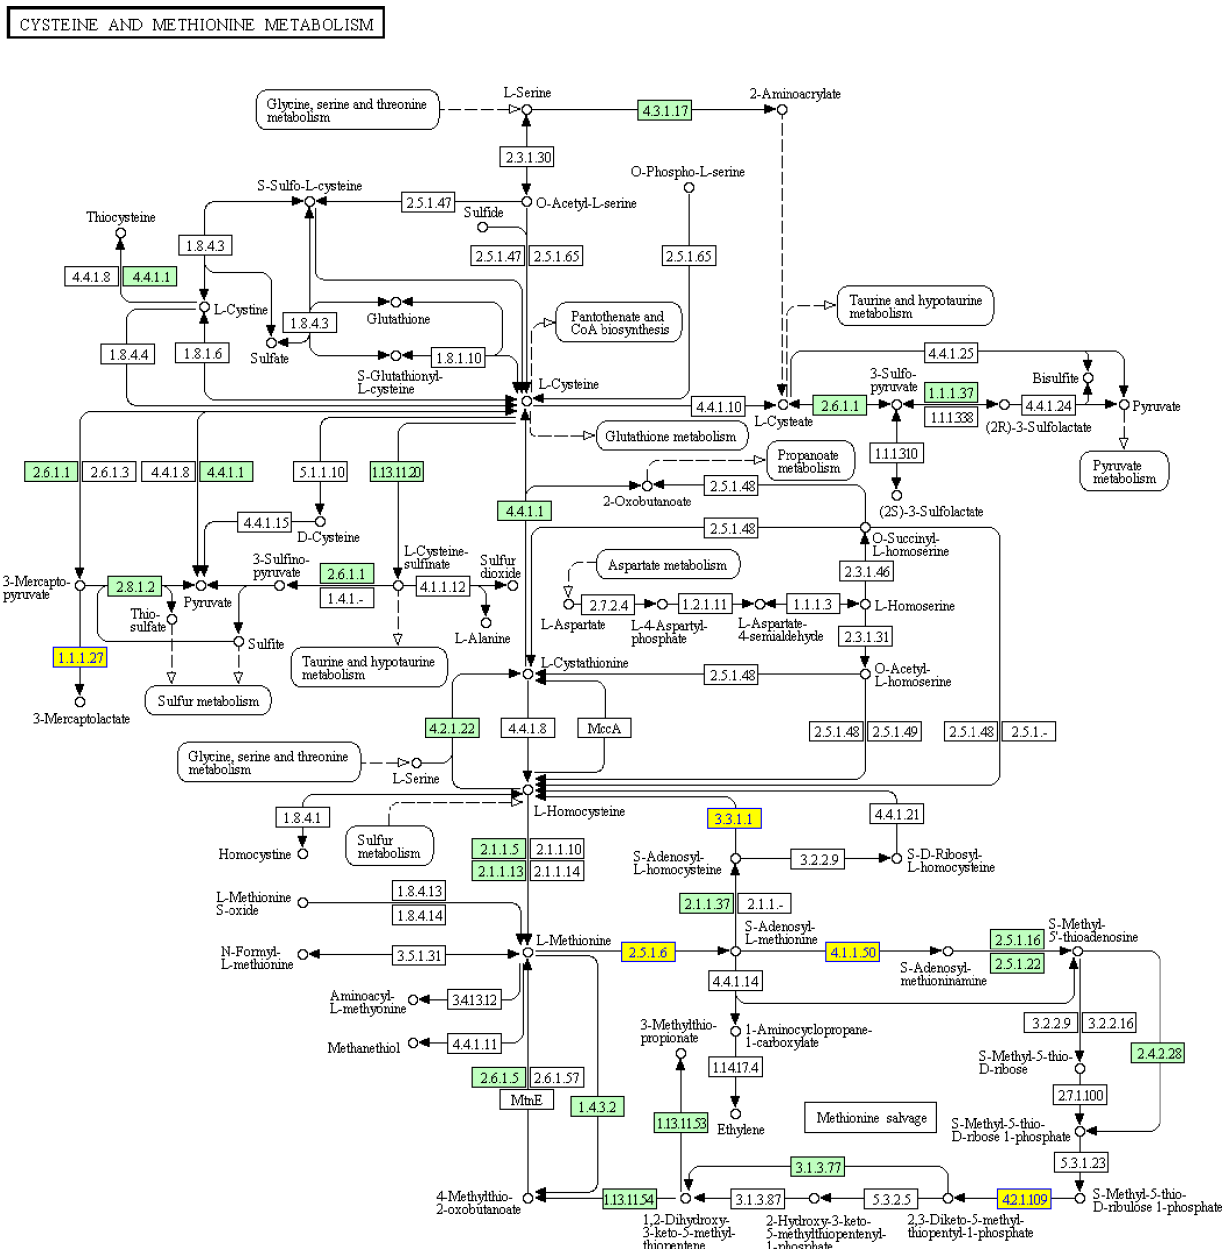 CYSTEINE AND METHIONINE METABOLISM
Glycine, serine and threonine
metabolism
L-Serine
4.3.1.17
2-Aminoacrylate
2.3.1.30
O-Phospho-L-serine
S-Sulfo-L-cysteine
2.5.1.47
O-Acetyl-L-serine
Sulfide
Thiocysteine
1.8.4.3
2.5.1.47
2.5.1.65
2.5.1.65
4.4.1.8
4.4.1.1
L-Cystine
Glutathione
1.8.4.3
Pantothenate and
CoA biosynthesis
Taurine and hypotaurine
metabolism
1.8.4.4
1.8.1.6
Sulfate
1.8.1.10
S-Glutathionyl-
L-cysteine
L-Cysteine
4.4.1.25
3-Sulfo-
pyruvate
Bisulfite
4.4.1.10
L-Cysteate
2.6.1.1
1.1.1.37
1.1.1.338
(2R)-3-Sulfolactate
4.4.1.24
Pyruvate
Glutathione metabolism
Propanoate
metabolism
1.1.1.310
Pyruvate
metabolism
2.6.1.1
2.6.1.3
4.4.1.8
4.4.1.1
5.1.1.10
1.13.11.20
2-Oxobutanoate
2.5.1.48
(2S)-3-Sulfolactate
4.4.1.1
4.4.1.15
D-Cysteine
2.5.1.48
O-Succinyl-
L-homoserine
3-Mercapto-
pyruvate
2.8.1.2
Pyruvate
3-Sulfino-
pyruvate
2.6.1.1
1.4.1.-
L-Cysteine-
sulfinate
4.1.1.12
Sulfur
dioxide
Aspartate metabolism
2.3.1.46
Thio-
sulfate
Sulfite
L-Alanine
L-Aspartate
2.7.2.4
L-4-Aspartyl-
phosphate
1.2.1.11
L-Aspartate-
4-semialdehyde
1.1.1.3
L-Homoserine
2.3.1.31
1.1.1.27
Taurine and hypotaurine
metabolism
L-Cystathionine
2.5.1.48
O-Acetyl-
L-homoserine
3-Mercaptolactate
Sulfur metabolism
4.2.1.22
4.4.1.8
MccA
2.5.1.48
2.5.1.49
2.5.1.48
2.5.1.-
Glycine, serine and threonine
metabolism
L-Serine
L-Homocysteine
1.8.4.1
Sulfur
metabolism
3.3.1.1
4.4.1.21
Homocystine
2.1.1.5
2.1.1.10
2.1.1.13
2.1.1.14
S-Adenosyl-
L-homocysteine
3.2.2.9
S-D-Ribosyl-
L-homocysteine
L-Methionine
S-oxide
1.8.4.13
1.8.4.14
2.1.1.37
2.1.1.-
N-Formyl-
L-methionine
3.5.1.31
L-Methionine
2.5.1.6
S-Adenosyl-
L-methionine
4.1.1.50
S-Adenosyl-
methioninamine
2.5.1.16
2.5.1.22
S-Methyl-
5'-thioadenosine
Aminoacyl-
L-methyonine
3.4.13.12
4.4.1.14
Methanethiol
4.4.1.11
3-Methylthio-
propionate
1-Aminocyclopropane-
1-carboxylate
3.2.2.9
3.2.2.16
2.4.2.28
2.6.1.5
2.6.1.57
MtnE
1.4.3.2
1.14.17.4
S-Methyl-5-thio-
D-ribose
2.7.1.100
1.13.11.53
Ethylene
Methionine salvage
S-Methyl-5-thio-
D-ribose 1-phosphate
5.3.1.23
3.1.3.77
4-Methylthio-
2-oxobutanoate
1.13.11.54
1,2-Dihydroxy-
3-keto-5-methyl-
thiopentene
3.1.3.87
2-Hydroxy-3-keto-
5-methylthiopentenyl-
1-phosphate
5.3.2.5
2,3-Diketo-5-methyl-
thiopentyl-1-phosphate
4.2.1.109
S-Methyl-5-thio-
D-ribulose 1-phosphate